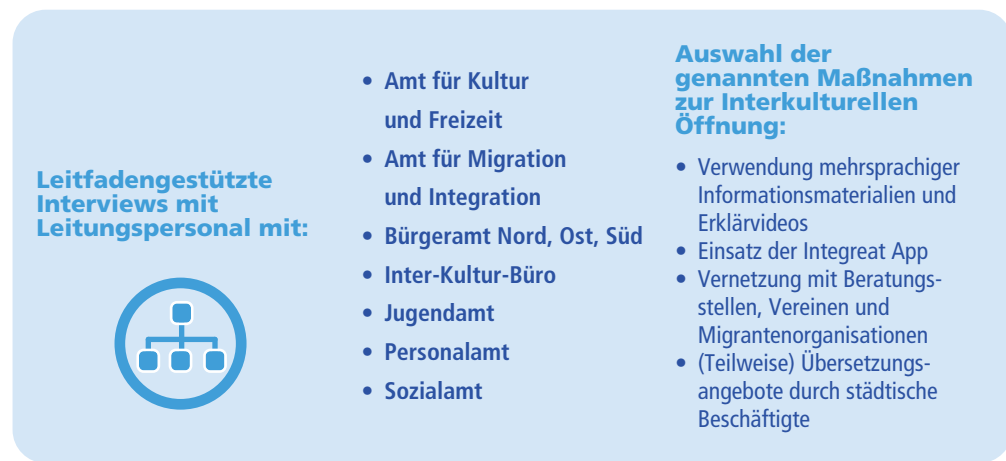 Leitfadengestützte
Interviews mit
Leitungspersonal mit:
• Amt für Kultur
und Freizeit
• Amt für Migration
und Integration
• Bürgeramt Nord, Ost, Süd
• Inter-Kultur-Büro
• Jugendamt
• Personalamt
• Sozialamt
Auswahl der
genannten Maßnahmen
zur Interkulturellen
Öffnung:
• Verwendung mehrsprachiger
Informationsmaterialien und
Erklärvideos
• Einsatz der Integreat App
• Vernetzung mit Beratungs-
stellen, Vereinen und
Migrantenorganisationen
• (Teilweise) Übersetzungs-
angebote durch städtische
Beschäftigte